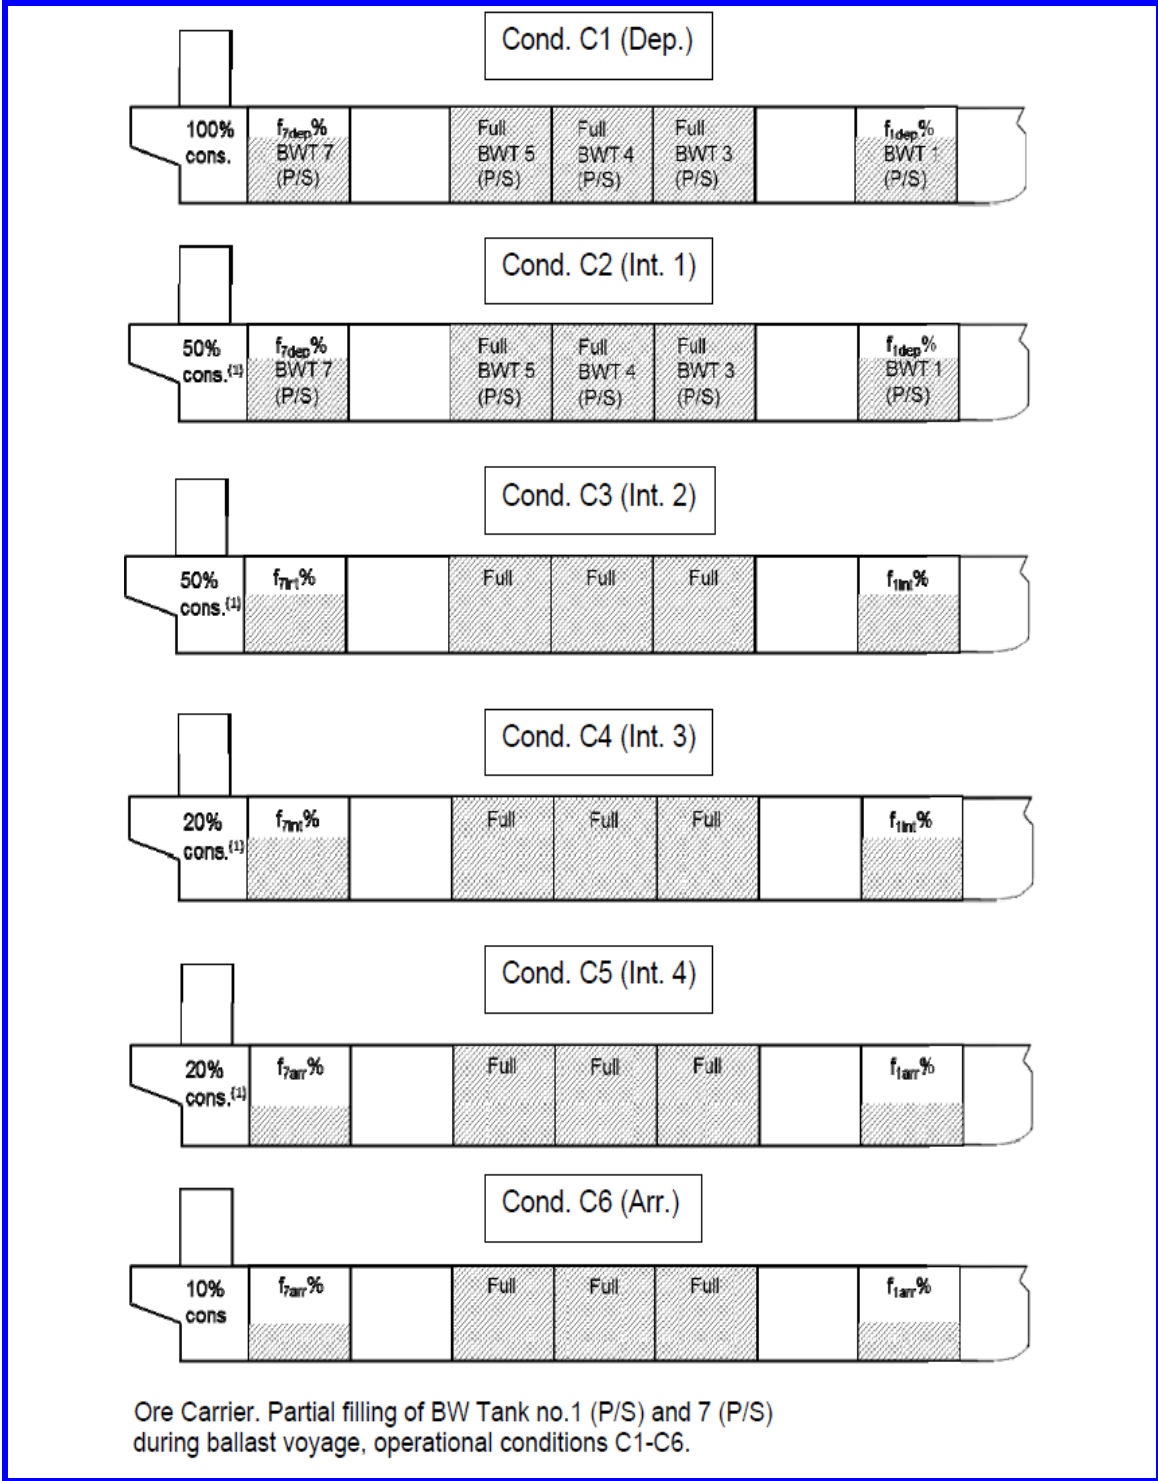 Cond. C1 (Dep.)
100%
cons.
f7dep%
BWT 7
(P/S)
Full
BWT 5
(P/S)
Full
BWT 4
(P/S)
Full
BWT 3
(P/S)
f1dep%
BWT 1
(P/S)
Cond. C2 (Int. 1)
50%
cons.(1)
f7dep%
BWT 7
(P/S)
Full
BWT 5
(P/S)
Full
BWT 4
(P/S)
Full
BWT 3
(P/S)
f1dep%
BWT 1
(P/S)
Cond. C3 (Int. 2)
50%
cons.(1)
f7int%
Full
Full
Full
f1int%
Cond. C4 (Int. 3)
20%
cons.(1)
f7int%
Full
Full
Full
f1int%
Cond. C5 (Int. 4)
20%
cons.(1)
f7arr%
Full
Full
Full
f1arr%
Cond. C6 (Arr.)
10%
cons
f7arr%
Full
Full
Full
f1arr%
Ore Carrier. Partial filling of BW Tank no.1 (P/S) and 7 (P/S)
during ballast voyage, operational conditions C1-C6.